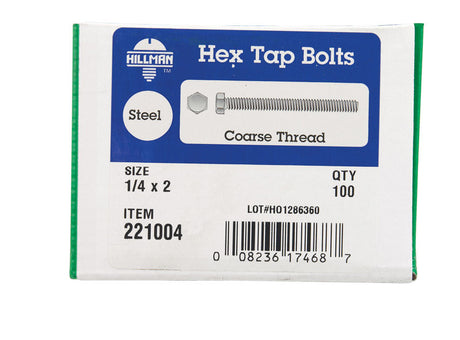 HILLMAN
TM
Hex Tap Bolts
Steel
Coarse Thread
SIZE
1/4 x 2
QTY
100
ITEM
221004
LOT#HO1286360
0 08236 17468 7